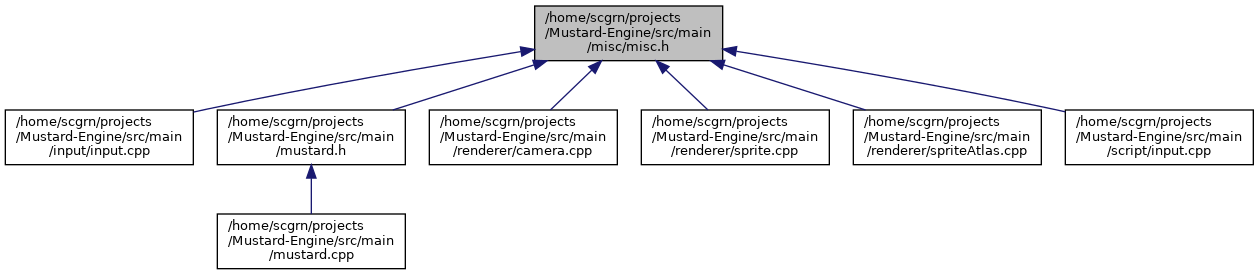 /home/scgrn/projects
/Mustard-Engine/src/main
/misc/misc.h
/home/scgrn/projects
/Mustard-Engine/src/main
/input/input.cpp
/home/scgrn/projects
/Mustard-Engine/src/main
/mustard.h
/home/scgrn/projects
/Mustard-Engine/src/main
/renderer/camera.cpp
/home/scgrn/projects
/Mustard-Engine/src/main
/renderer/sprite.cpp
/home/scgrn/projects
/Mustard-Engine/src/main
/renderer/spriteAtlas.cpp
/home/scgrn/projects
/Mustard-Engine/src/main
/script/input.cpp
/home/scgrn/projects
/Mustard-Engine/src/main
/mustard.cpp